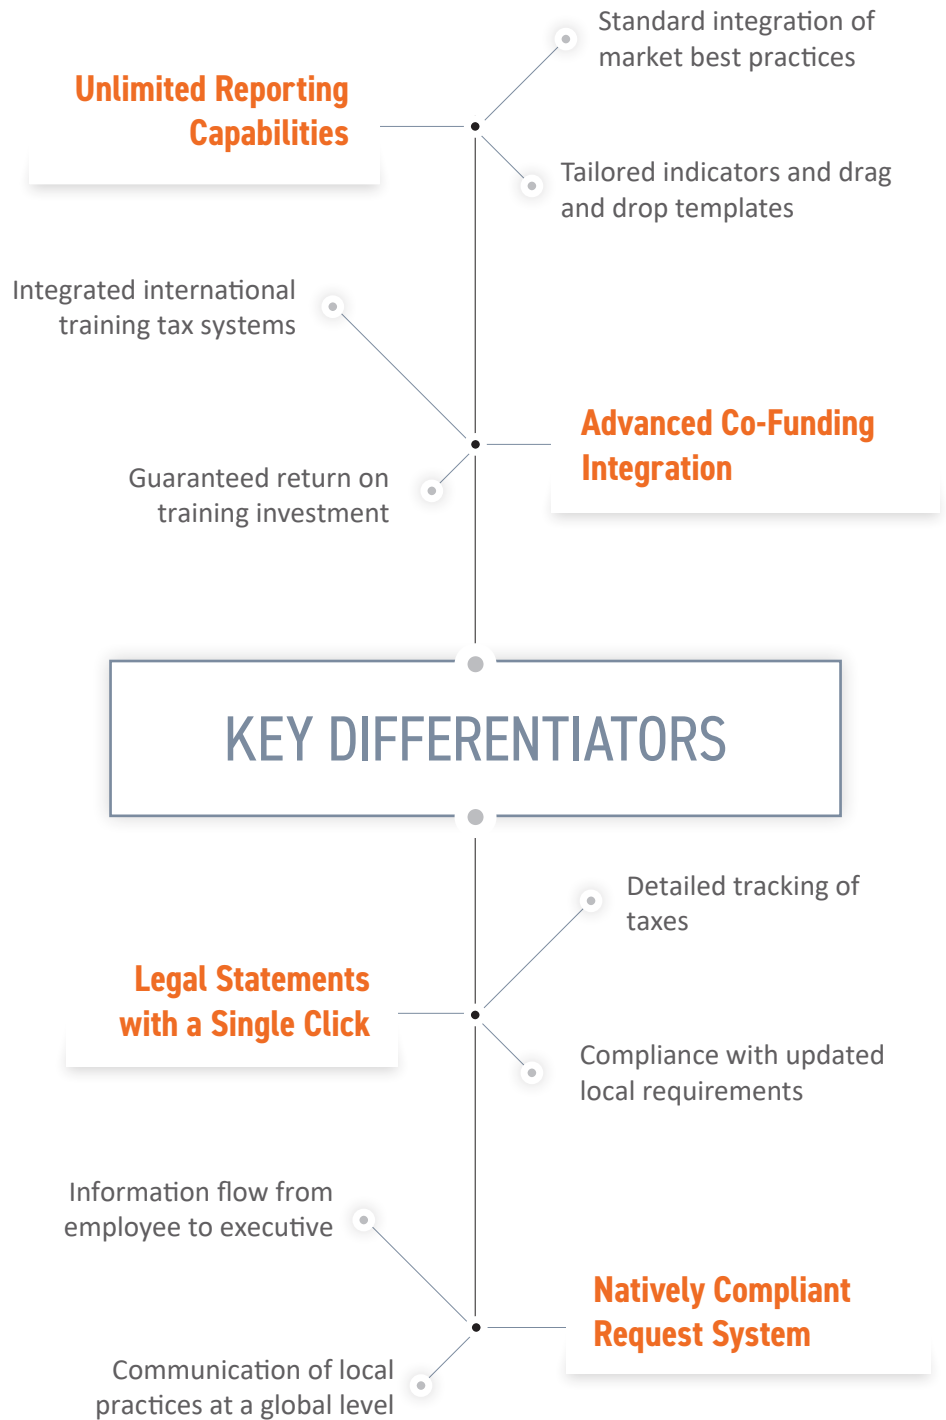 Standard integration of
market best practices
Unlimited Reporting
Capabilities
Tailored indicators and drag
and drop templates
Integrated international
training tax systems
Advanced Co-Funding
Integration
Guaranteed return on
training investment
KEY DIFFERENTIATORS
Detailed tracking of
taxes
Legal Statements
with a Single Click
Compliance with updated
local requirements
Information flow from
employee to executive
Natively Compliant
Request System
Communication of local
practices at a global level